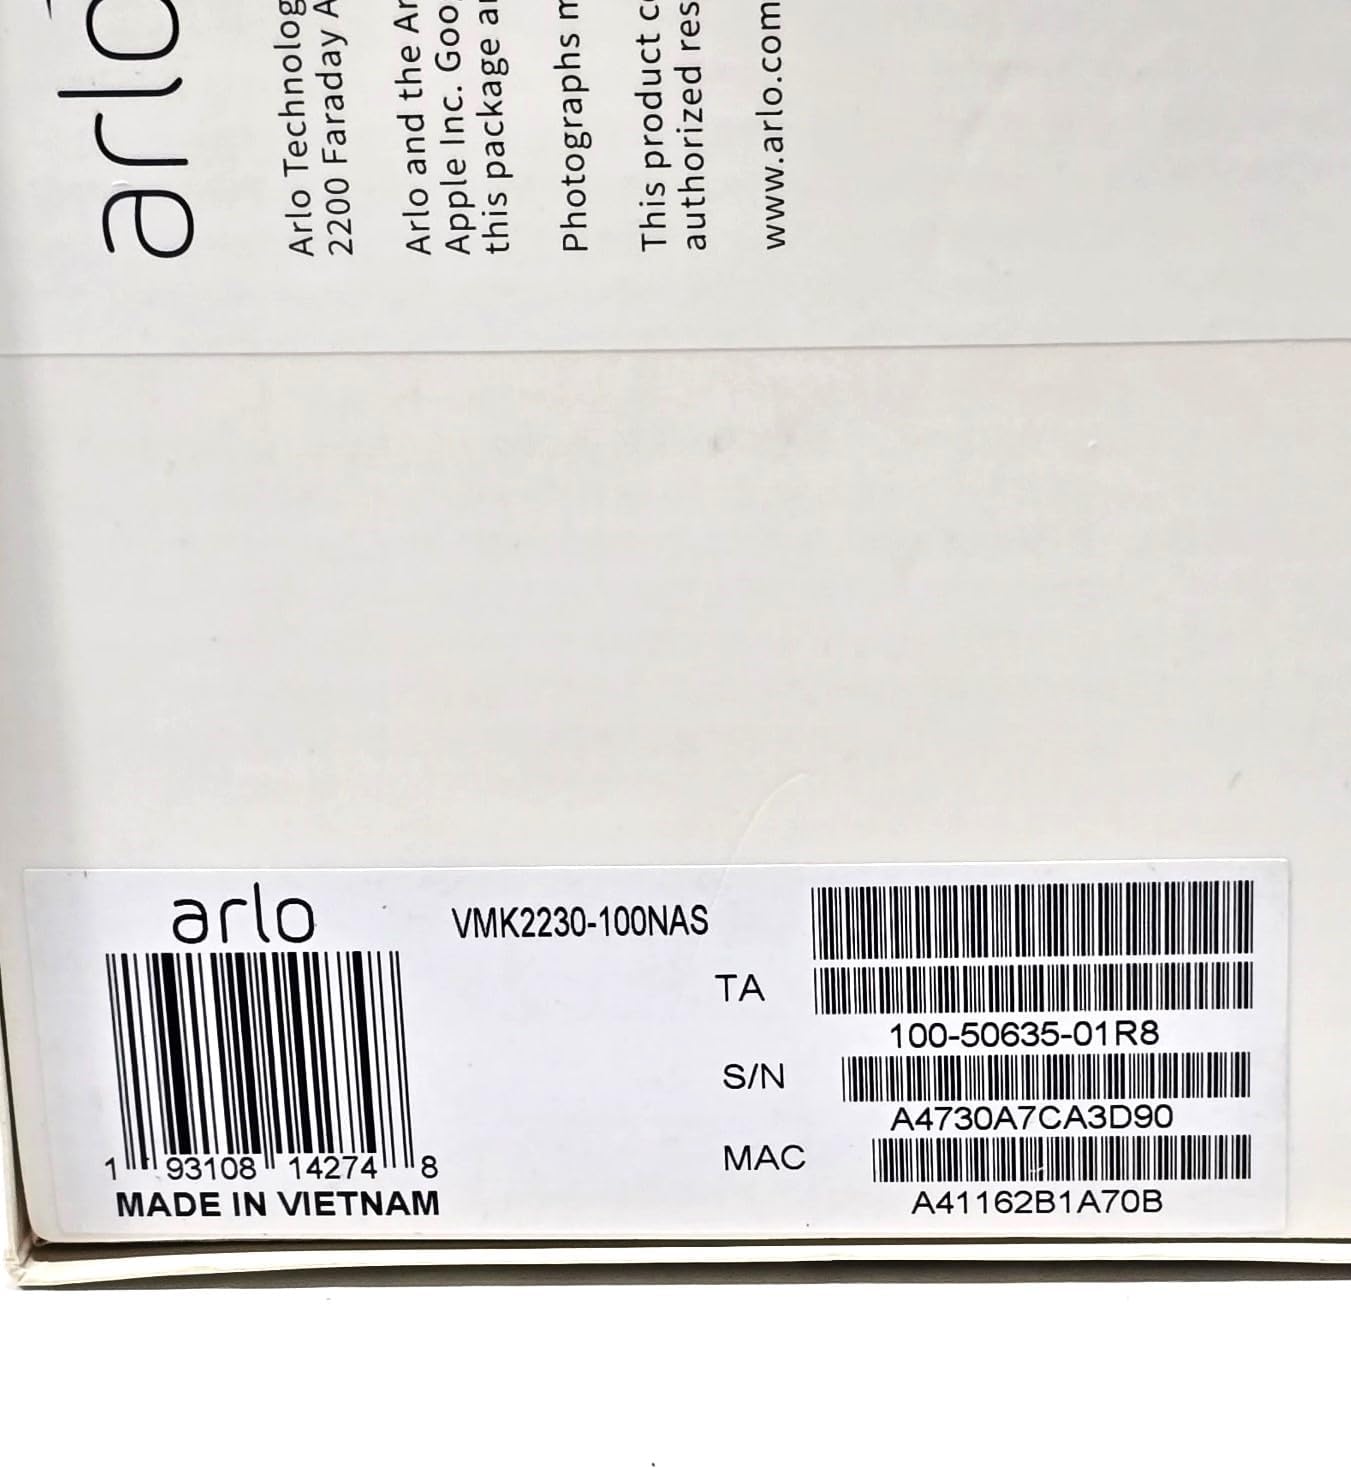 arlo
Arlo Technolog
2200 Faraday A
Arlo and the Ar
Apple Inc. Goo
this package a
Photographs m
This product c
authorized res
www.arlo.com
arlo
VMK2230-100NAS
TA
100-50635-01R8
S/N
A4730A7CA3D90
MAC
A41162B1A70B
1 93108 14274 8
MADE IN VIETNAM